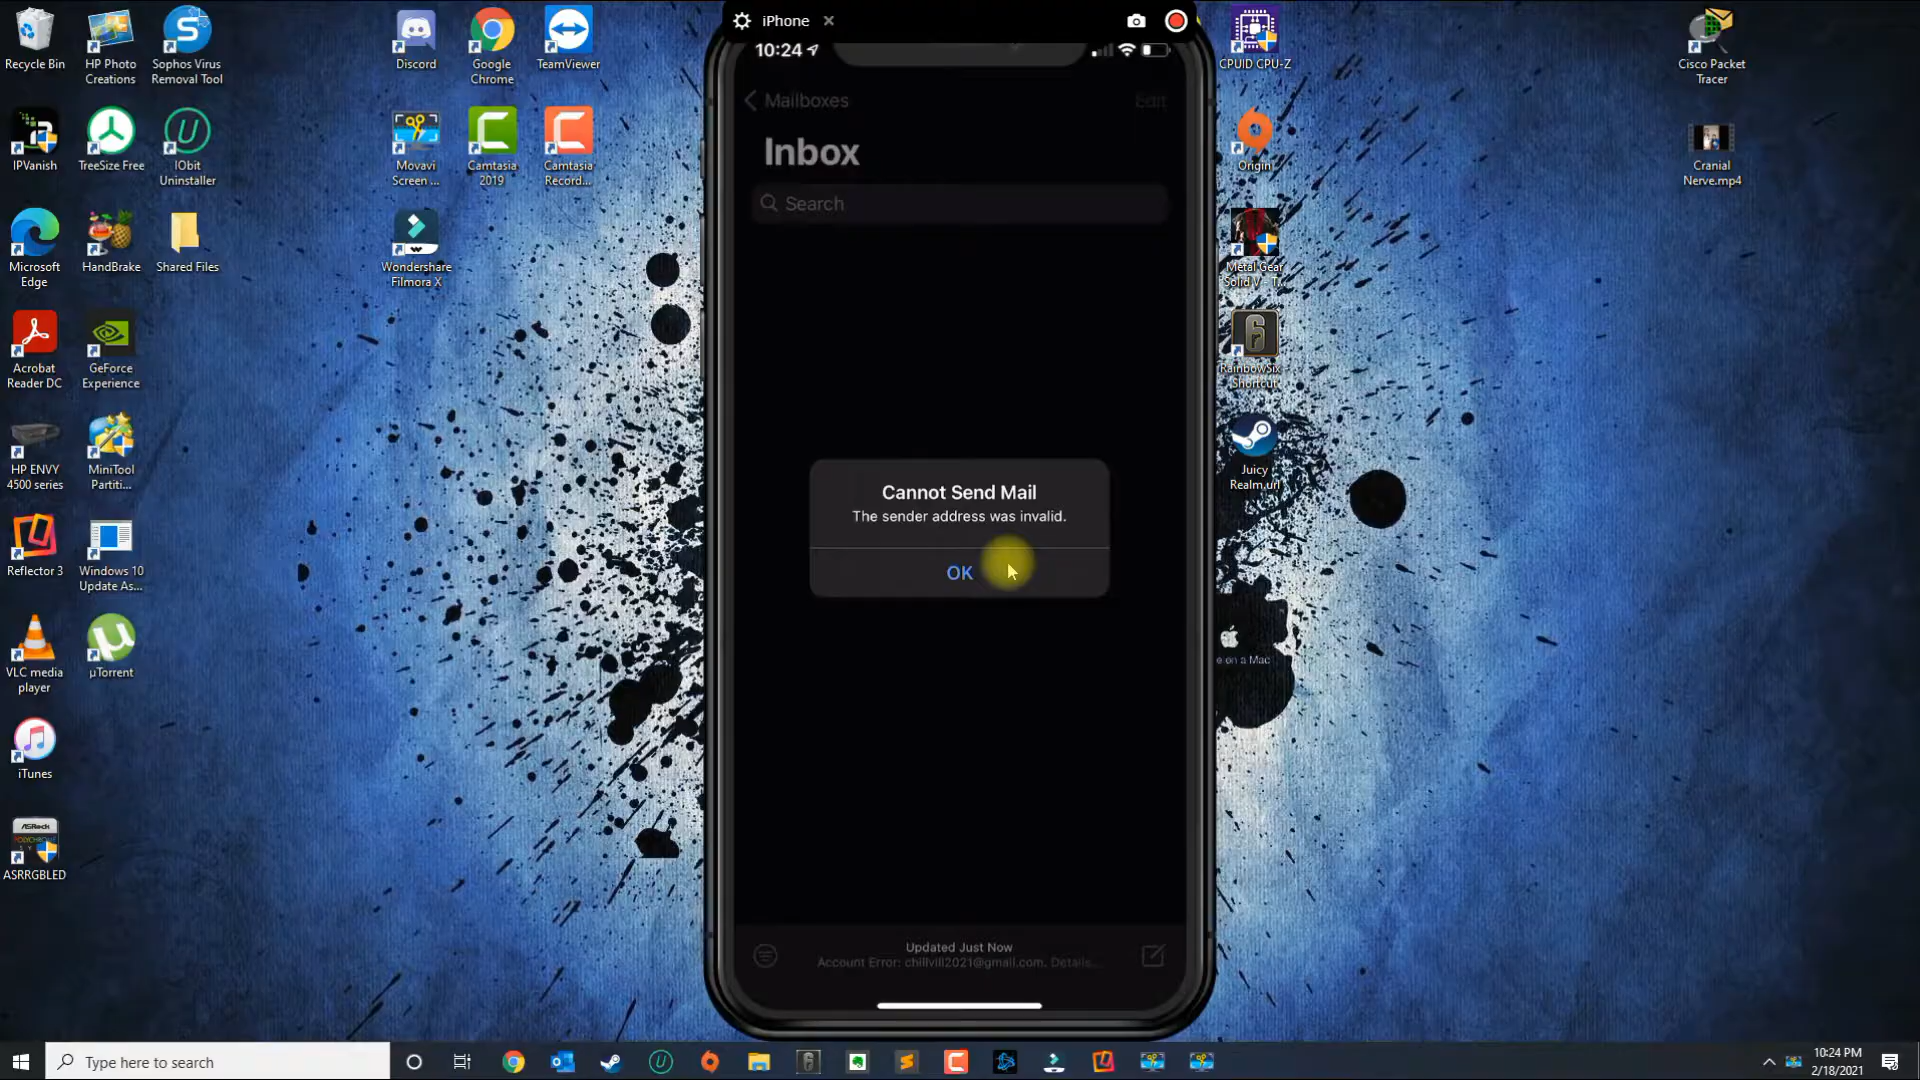 iPhone
10:24
Mailboxes
Edit
Inbox
Search
Cannot Send Mail
The sender address was invalid.
OK
Updated Just Now
Account Error: chillvill2021@gmail.com. Details...
Recycle Bin
HP Photo
Creations
Sophos Virus
Removal Tool
IPVanish
TreeSize Free
IObit
Uninstaller
Microsoft
Edge
HandBrake
Shared Files
Acrobat
Reader DC
GeForce
Experience
HP ENVY
4500 series
MiniTool
Partiti...
Reflector 3
Windows 10
Update As...
VLC media
player
µTorrent
iTunes
ASRock
POLYCHROME
ASRRGBLED
Discord
Google
Chrome
TeamViewer
Movavi
Screen ...
Camtasia
2019
Camtasia
Record...
Wondershare
Filmora X
CPUID CPU-Z
Origin
Metal Gear
Solid V - T...
RainbowSix -
Shortcut
Juicy
Realm.url
e on a Mac
Cisco Packet
Tracer
Cranial
Nerve.mp4
Type here to search
10:24 PM
2/18/2021